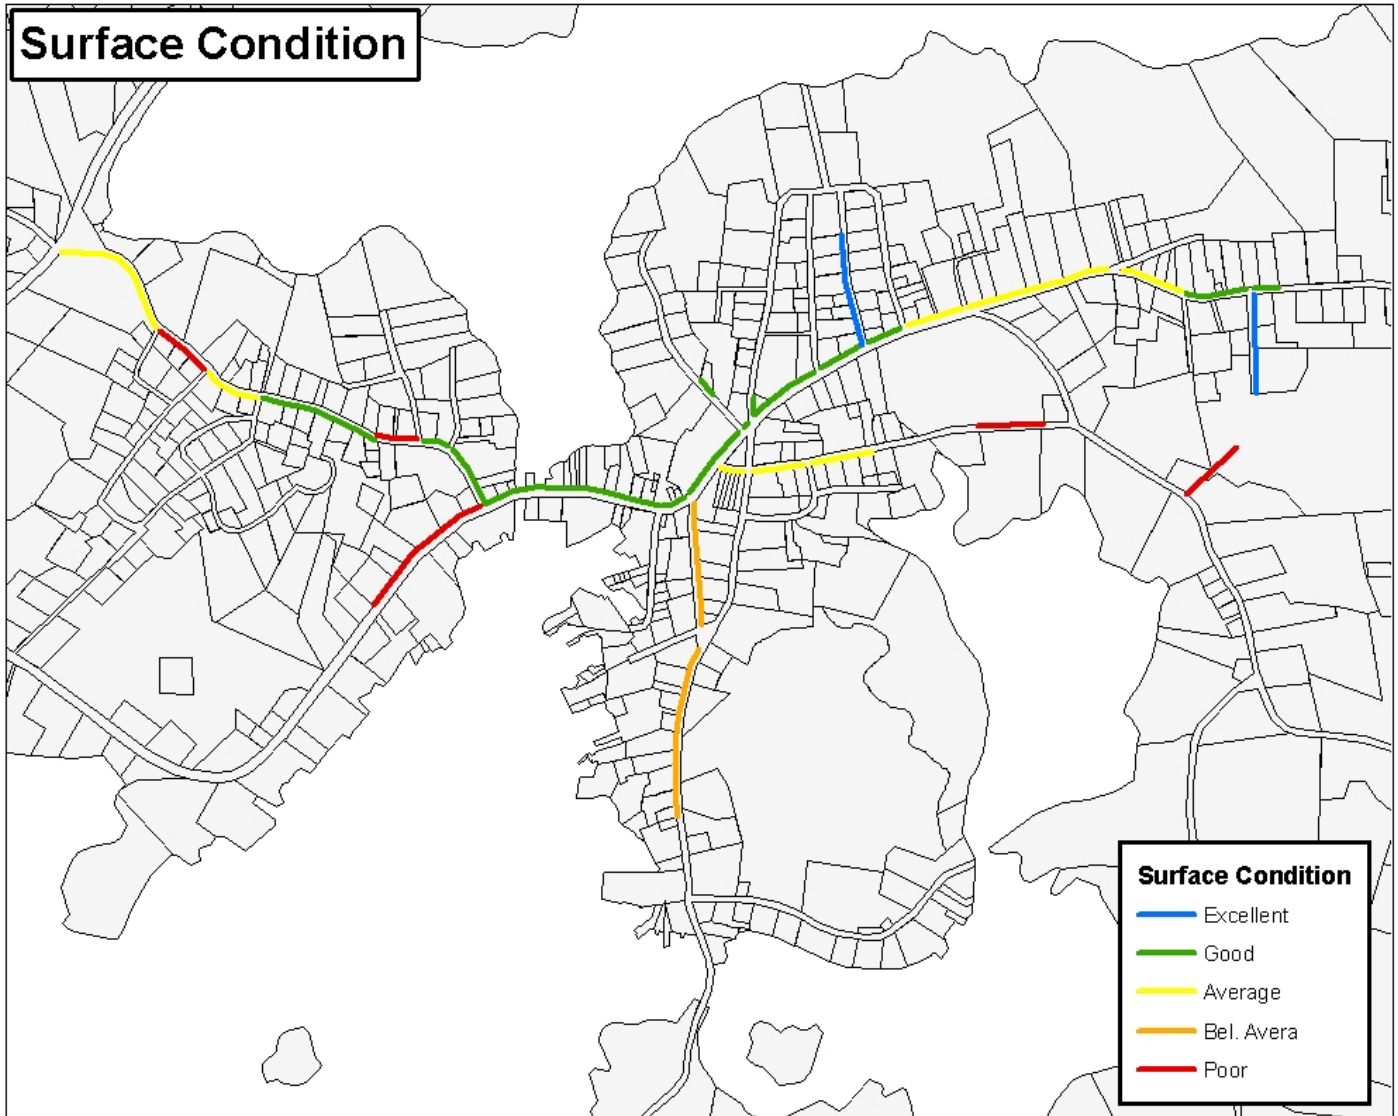 Surface Condition
Surface Condition
Excellent
Good
Average
Bel. Avera
Poor